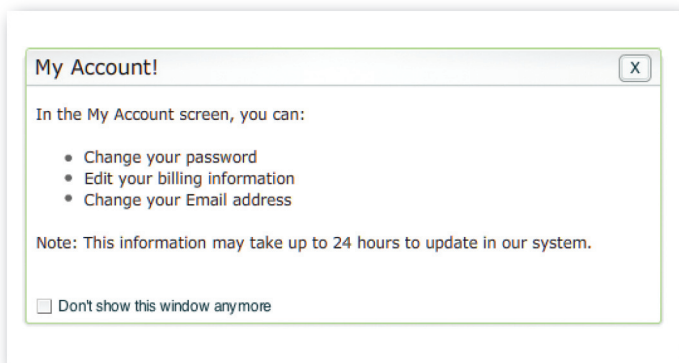 My Account!
X
In the My Account screen, you can:
Change your password
Edit your billing information
Change your Email address
Note: This information may take up to 24 hours to update in our system.
Don't show this window anymore